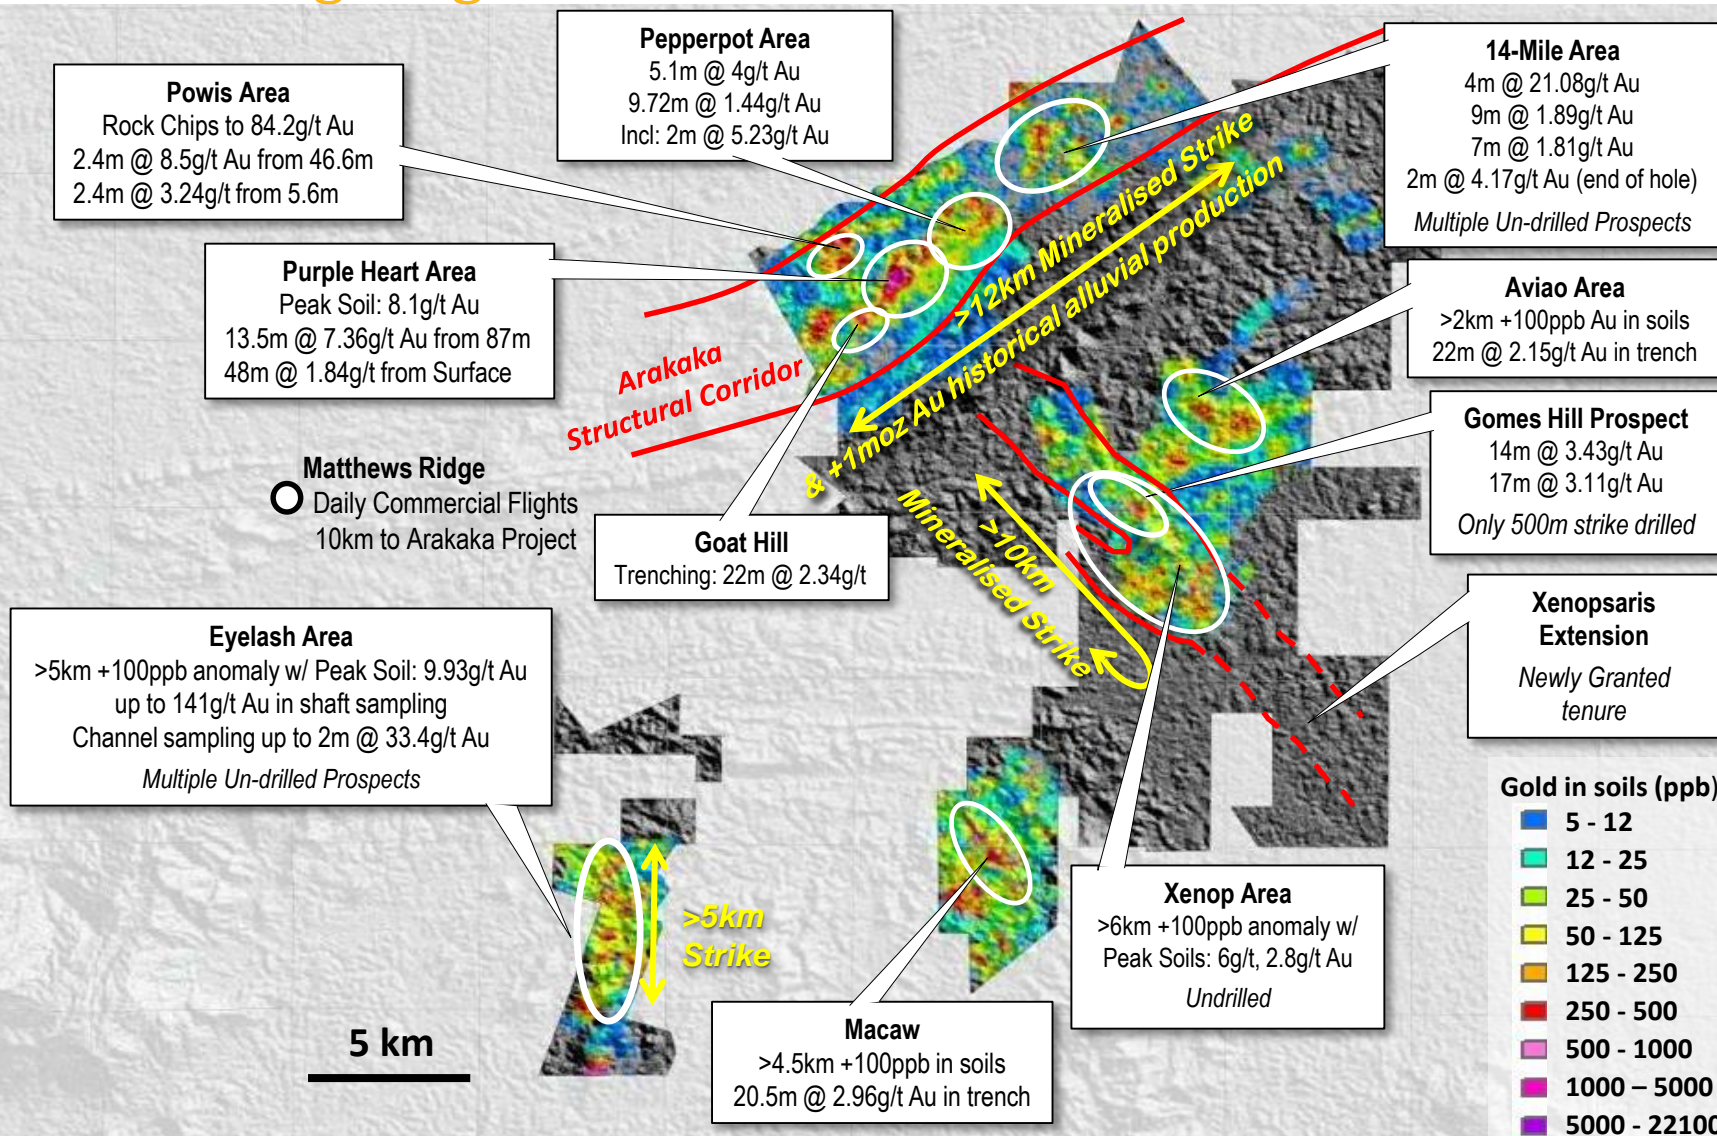 Pepperpot Area
5.1m @ 4g/t Au
9.72m @ 1.44g/t Au
Incl: 2m @ 5.23g/t Au
14-Mile Area
4m @ 21.08g/t Au
9m @ 1.89g/t Au
7m @ 1.81g/t Au
2m @ 4.17g/t Au (end of hole)
Multiple Un-drilled Prospects
Powis Area
Rock Chips to 84.2g/t Au
2.4m @ 8.5g/t Au from 46.6m
2.4m @ 3.24g/t from 5.6m
Purple Heart Area
Peak Soil: 8.1g/t Au
13.5m @ 7.36g/t Au from 87m
48m @ 1.84g/t from Surface
Aviao Area
>2km +100ppb Au in soils
22m @ 2.15g/t Au in trench
>12km Mineralised Strike
& +1moz Au historical alluvial production
Arakaka
Structural Corridor
Gomes Hill Prospect
14m @ 3.43g/t Au
17m @ 3.11g/t Au
Only 500m strike drilled
Matthews Ridge
Daily Commercial Flights
10km to Arakaka Project
Goat Hill
Trenching: 22m @ 2.34g/t
>10km
Mineralised Strike
Xenopsaris
Extension
Newly Granted
tenure
Eyelash Area
>5km +100ppb anomaly w/ Peak Soil: 9.93g/t Au
up to 141g/t Au in shaft sampling
Channel sampling up to 2m @ 33.4g/t Au
Multiple Un-drilled Prospects
>5km
Strike
Xenop Area
>6km +100ppb anomaly w/
Peak Soils: 6g/t, 2.8g/t Au
Undrilled
Macaw
>4.5km +100ppb in soils
20.5m @ 2.96g/t Au in trench
5 km
Gold in soils (ppb)
5 - 12
12 - 25
25 - 50
50 - 125
125 - 250
250 - 500
500 - 1000
1000 – 5000
5000 - 22100